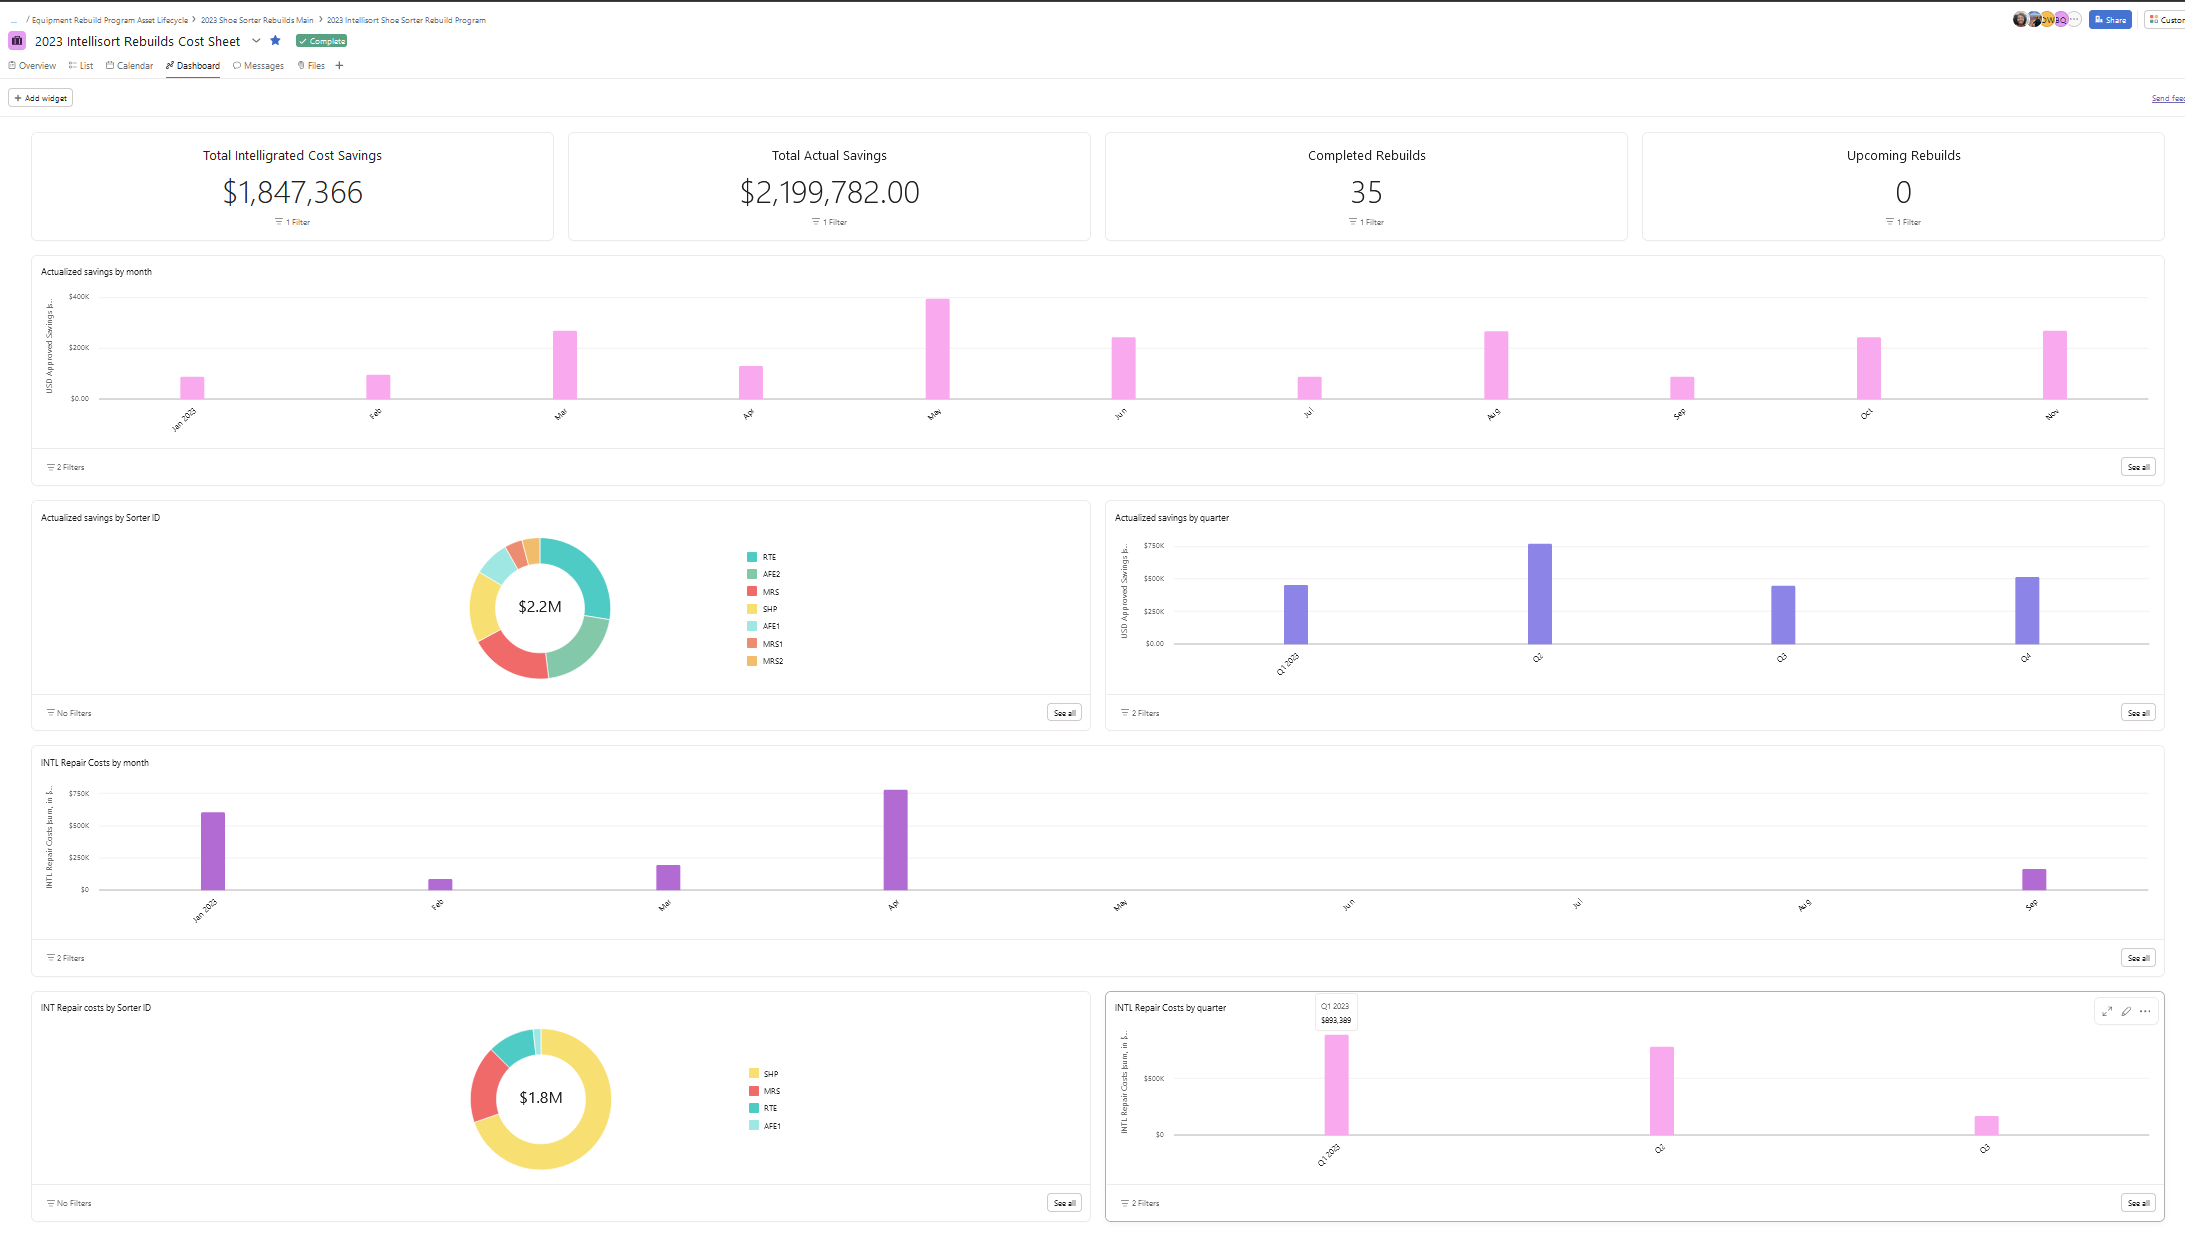 ... / Equipment Rebuild Program Asset Lifecycle > 2023 Shoe Sorter Rebuilds Main > 2023 Intellisort Shoe Sorter Rebuild Program
2023 Intellisort Rebuilds Cost Sheet
Complete
Share
Custom
Overview
List
Calendar
Dashboard
Messages
Files
+
+ Add widget
Send fee
Total Intelligrated Cost Savings
$1,847,366
1 Filter
Total Actual Savings
$2,199,782.00
1 Filter
Completed Rebuilds
35
1 Filter
Upcoming Rebuilds
0
1 Filter
Actualized savings by month
USD Approved Savings (s...
$400K
$200K
$0.00
Jan 2023
Feb
Mar
Apr
May
Jun
Jul
Aug
Sep
Oct
Nov
2 Filters
See all
Actualized savings by Sorter ID
$2.2M
RTE
AFE2
MRS
SHP
AFE1
MRS1
MRS2
No Filters
See all
Actualized savings by quarter
USD Approved Savings (s...
$750K
$500K
$250K
$0.00
Q1 2023
Q2
Q3
Q4
2 Filters
See all
INTL Repair Costs by month
INTL Repair Costs (sum, in $...
$750K
$500K
$250K
$0
Jan 2023
Feb
Mar
Apr
May
Jun
Jul
Aug
Sep
2 Filters
See all
INT Repair costs by Sorter ID
$1.8M
SHP
MRS
RTE
AFE1
No Filters
See all
INTL Repair Costs by quarter
Q1 2023
$893,389
INTL Repair Costs (sum, in $...
$500K
$0
Q1 2023
Q2
Q3
2 Filters
See all